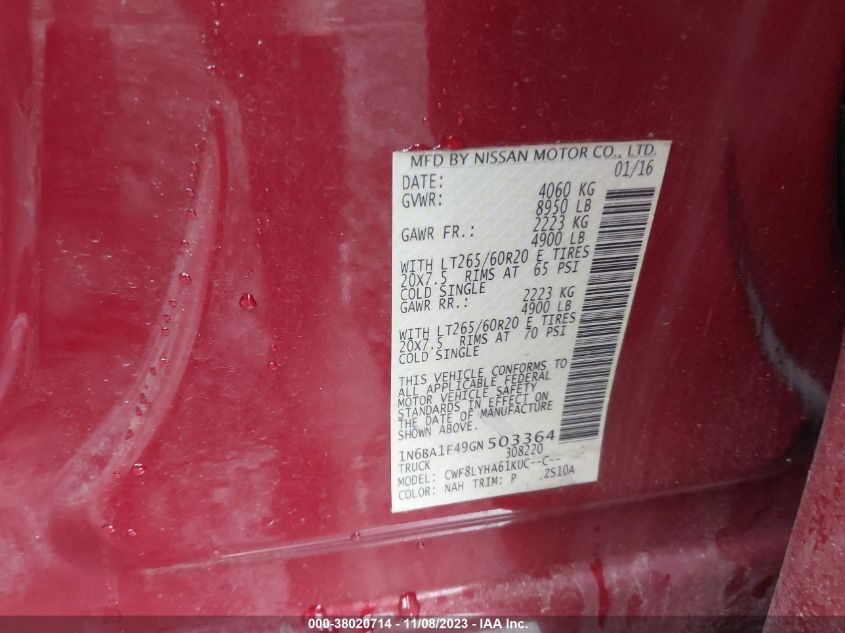 MFD BY NISSAN MOTOR CO., LTD.
DATE: 01/16
GVWR: 4060 KG
8950 LB
GAWR FR.: 2223 KG
4900 LB
WITH LT265/60R20 E TIRES
20X7.5 RIMS AT 65 PSI
COLD SINGLE
GAWR RR.: 2223 KG
4900 LB
WITH LT265/60R20 E TIRES
20X7.5 RIMS AT 70 PSI
COLD SINGLE
THIS VEHICLE CONFORMS TO
ALL APPLICABLE FEDERAL
MOTOR VEHICLE SAFETY
STANDARDS IN EFFECT ON
THE DATE OF MANUFACTURE
SHOWN ABOVE.
1N6BA1F49GN503364
TRUCK 308220
MODEL: CWF8LYHA61KUC--C--
COLOR: NAH TRIM: P ZS10A
000-38020714 - 11/08/2023 - IAA Inc.